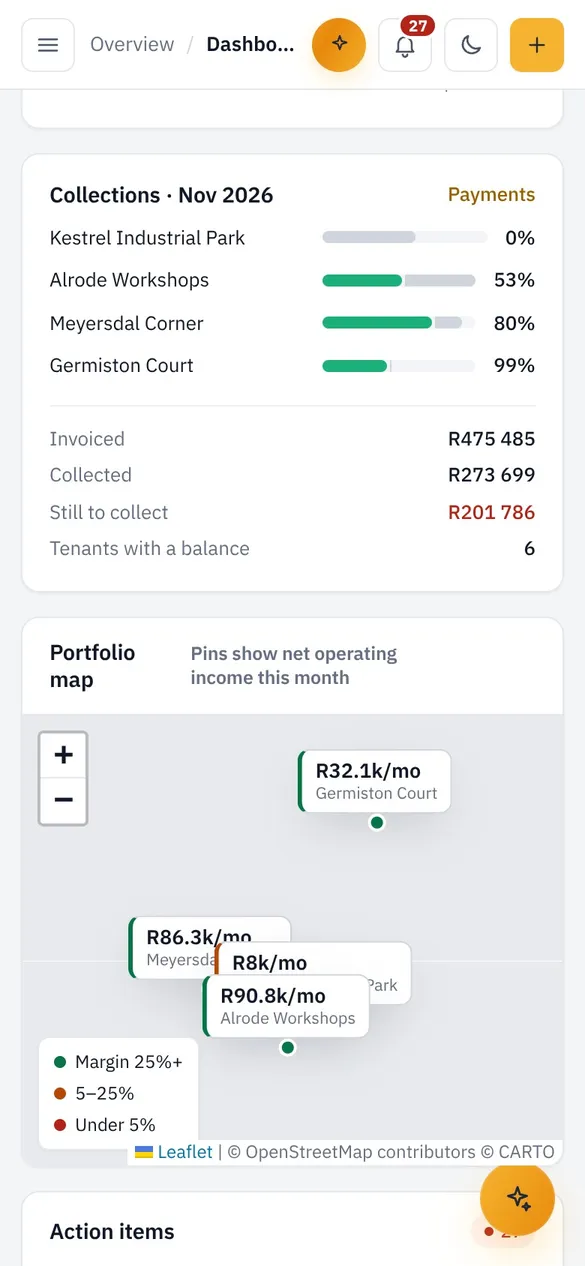 Overview / Dashbo...
27
Collections · Nov 2026
Payments
Kestrel Industrial Park 0%
Alrode Workshops 53%
Meyersdal Corner 80%
Germiston Court 99%
Invoiced R475 485
Collected R273 699
Still to collect R201 786
Tenants with a balance 6
Portfolio
map
Pins show net operating
income this month
+
−
R32.1k/mo
Germiston Court
R86.3k/mo
Meyersda
R8k/mo
Park
R90.8k/mo
Alrode Workshops
Margin 25%+
5–25%
Under 5%
Leaflet | © OpenStreetMap contributors © CARTO
Action items